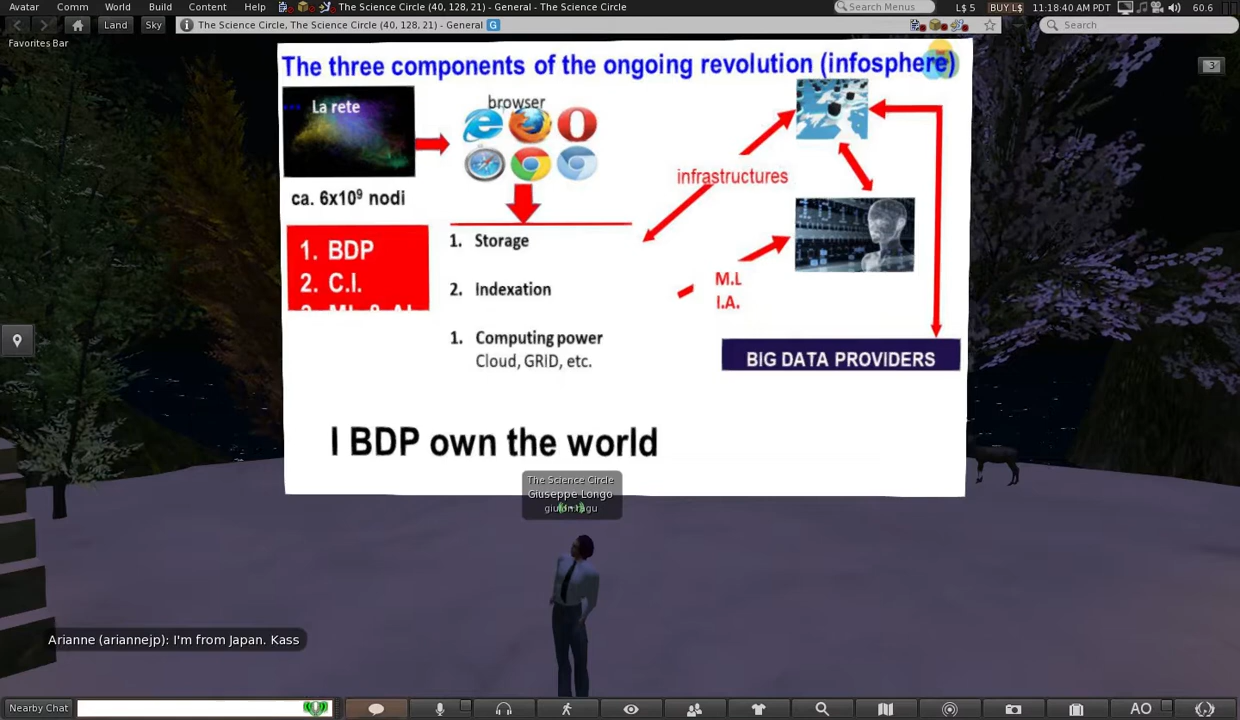 Avatar Comm World Build Content Help The Science Circle (40, 128, 21) - General - The Science Circle Search Menus L$ 5 BUY L$ 11:18:40 AM PDT 60.6
Land Sky The Science Circle, The Science Circle (40, 128, 21) - General G Search
Favorites Bar
3
The three components of the ongoing revolution (infosphere)
La rete
browser
ca. 6x10⁹ nodi
infrastructures
1. BDP
2. C.I.
1. Storage
2. Indexation
1. Computing power
Cloud, GRID, etc.
M.L
I.A.
BIG DATA PROVIDERS
I BDP own the world
The Science Circle
Giuseppe Longo
Arianne (ariannejp): I'm from Japan. Kass
Nearby Chat AO